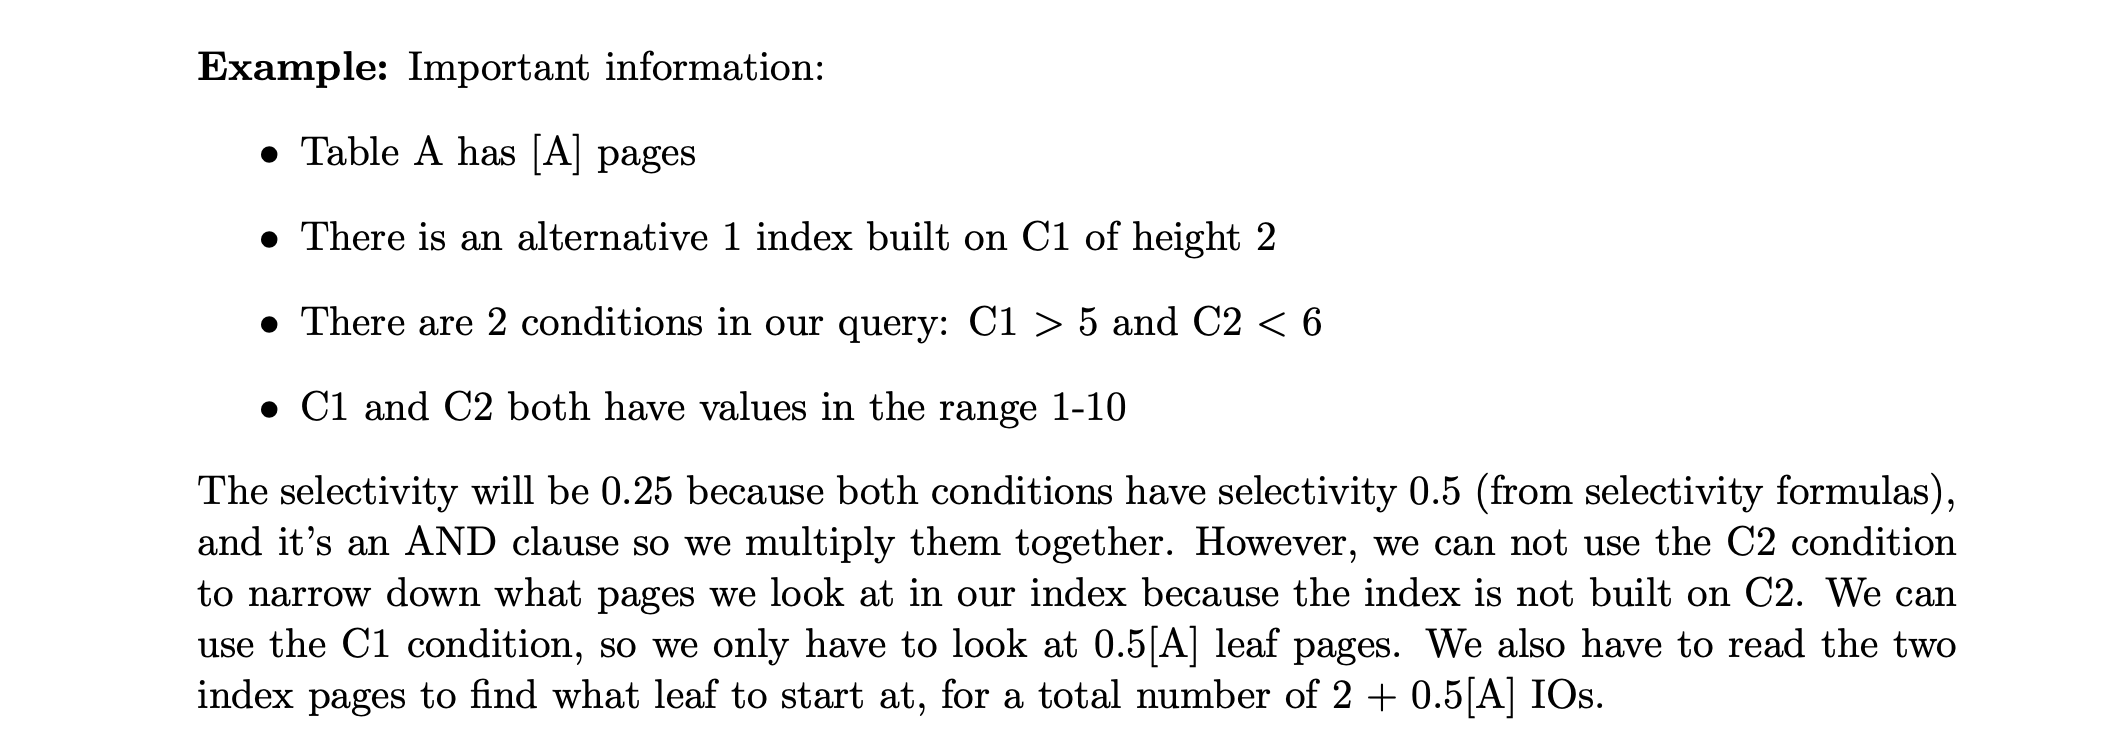 Example: Important information:
• Table A has [A] pages
• There is an alternative 1 index built on C1 of height 2
• There are 2 conditions in our query: C1 > 5 and C2 < 6
• C1 and C2 both have values in the range 1-10
The selectivity will be 0.25 because both conditions have selectivity 0.5 (from selectivity formulas),
and it's an AND clause so we multiply them together. However, we can not use the C2 condition
to narrow down what pages we look at in our index because the index is not built on C2. We can
use the C1 condition, so we only have to look at 0.5[A] leaf pages. We also have to read the two
index pages to find what leaf to start at, for a total number of 2 + 0.5[A] IOs.